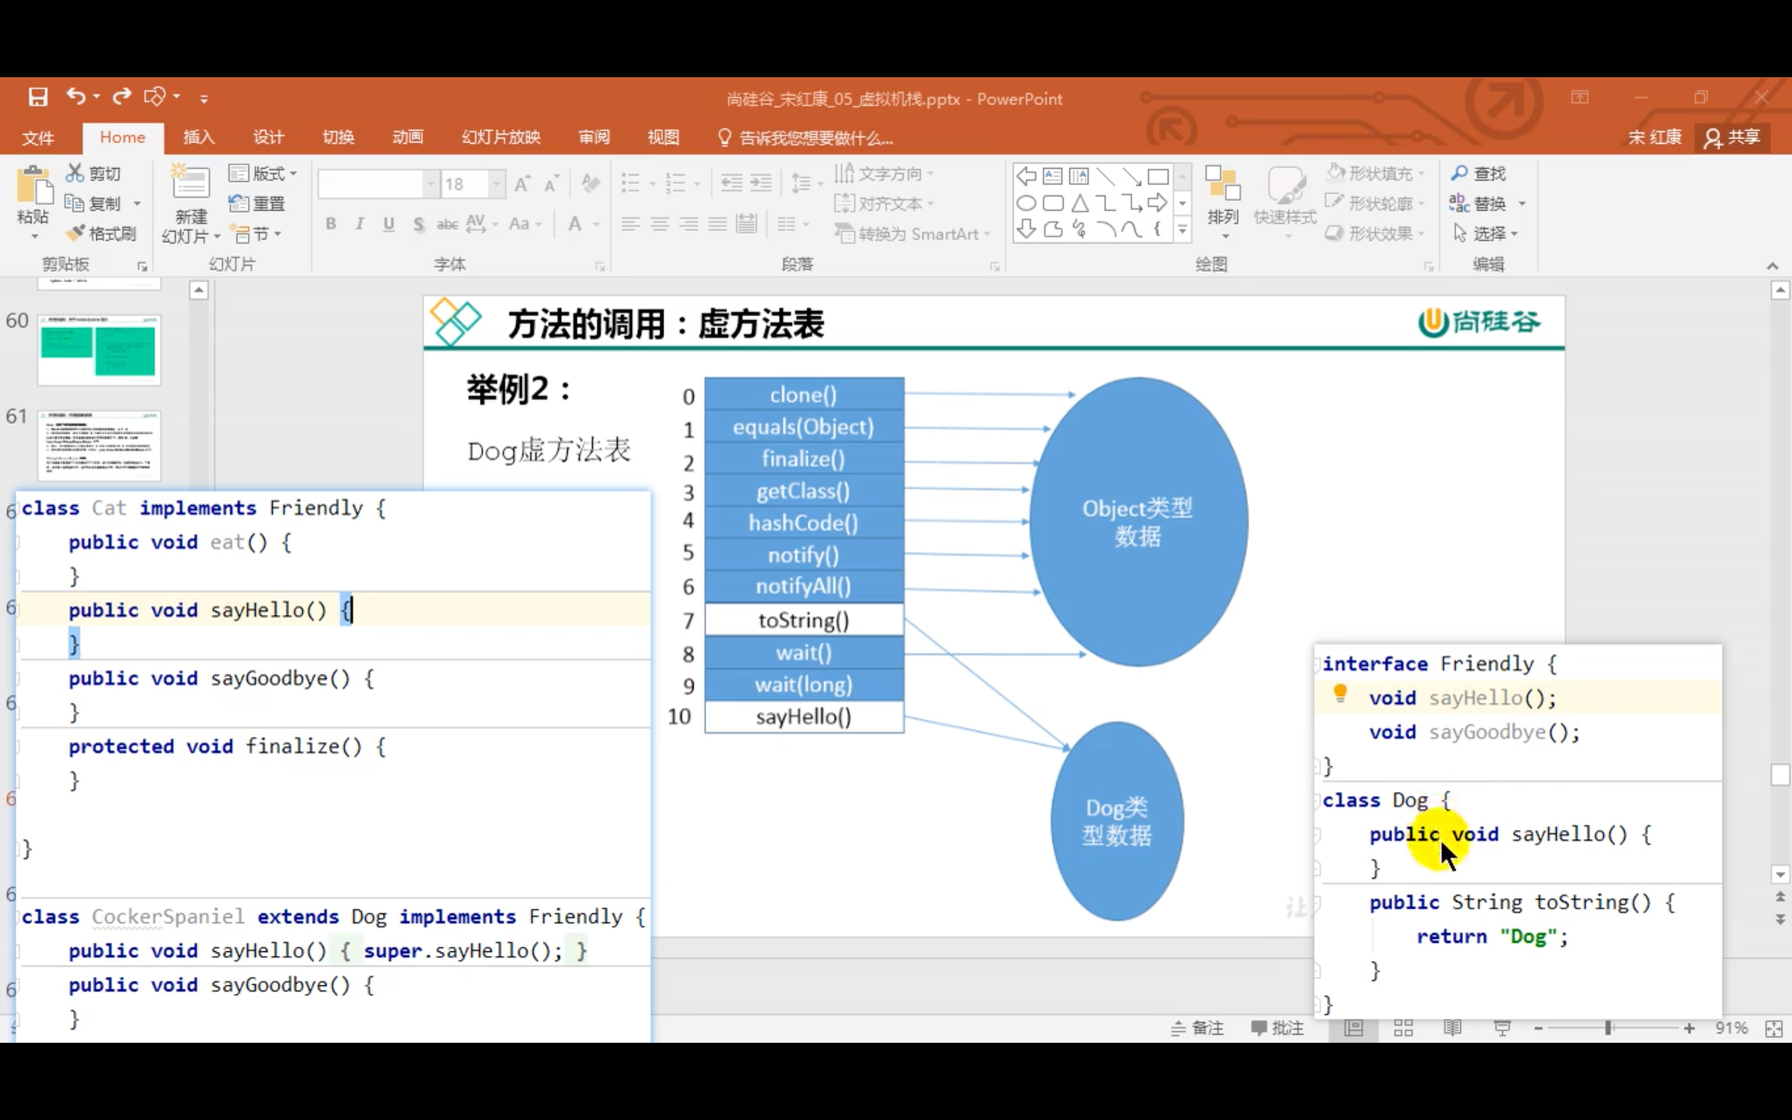 尚硅谷_宋红康_05_虚拟机栈.pptx - PowerPoint
文件 Home 插入 设计 切换 动画 幻灯片放映 审阅 视图 告诉我您想要做什么... 宋 红康 共享
粘贴 剪切 复制 格式刷 剪贴板
新建 幻灯片 版式 重置 节 幻灯片
18 B I U S abc AV Aa A 字体
文字方向 对齐文本 转换为 SmartArt 段落
排列 快速样式 形状填充 形状轮廓 形状效果 绘图
查找 替换 选择 编辑
60
61
方法的调用：虚方法表
尚硅谷
举例2：
Dog虚方法表
0 clone()
1 equals(Object)
2 finalize()
3 getClass()
4 hashCode()
5 notify()
6 notifyAll()
7 toString()
8 wait()
9 wait(long)
10 sayHello()
Object类型
数据
Dog类
型数据
class Cat implements Friendly {
public void eat() {
}
public void sayHello() {
}
public void sayGoodbye() {
}
protected void finalize() {
}
}
class CockerSpaniel extends Dog implements Friendly {
public void sayHello() { super.sayHello(); }
public void sayGoodbye() {
}
interface Friendly {
void sayHello();
void sayGoodbye();
}
class Dog {
public void sayHello() {
}
public String toString() {
return "Dog";
}
}
备注 批注 91%